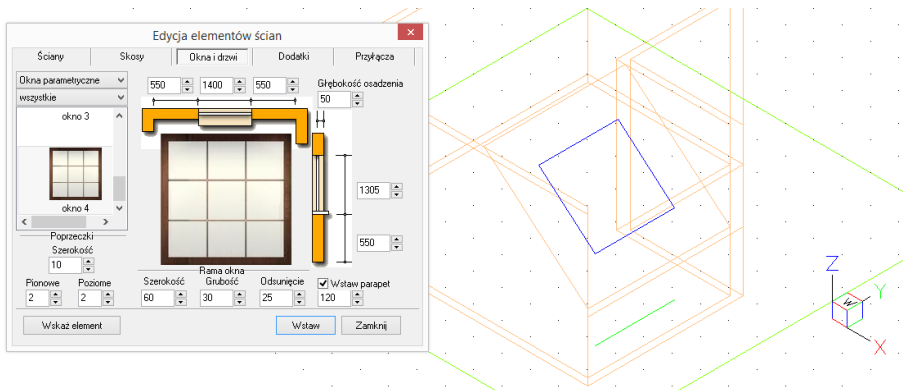 Edycja elementów ścian
Ściany Skosy Okna i drzwi Dodatki Przyłącza
Okna parametryczne
wszystkie
okno 3
okno 4
550 1400 550
Głębokość osadzenia
50
1305
550
Poprzeczki
Szerokość
10
Pionowe Poziome
2 2
Rama okna
Szerokość Grubość Odsunięcie
60 30 25
Wstaw parapet
120
Wskaż element Wstaw Zamknij
Z
Y
X
W